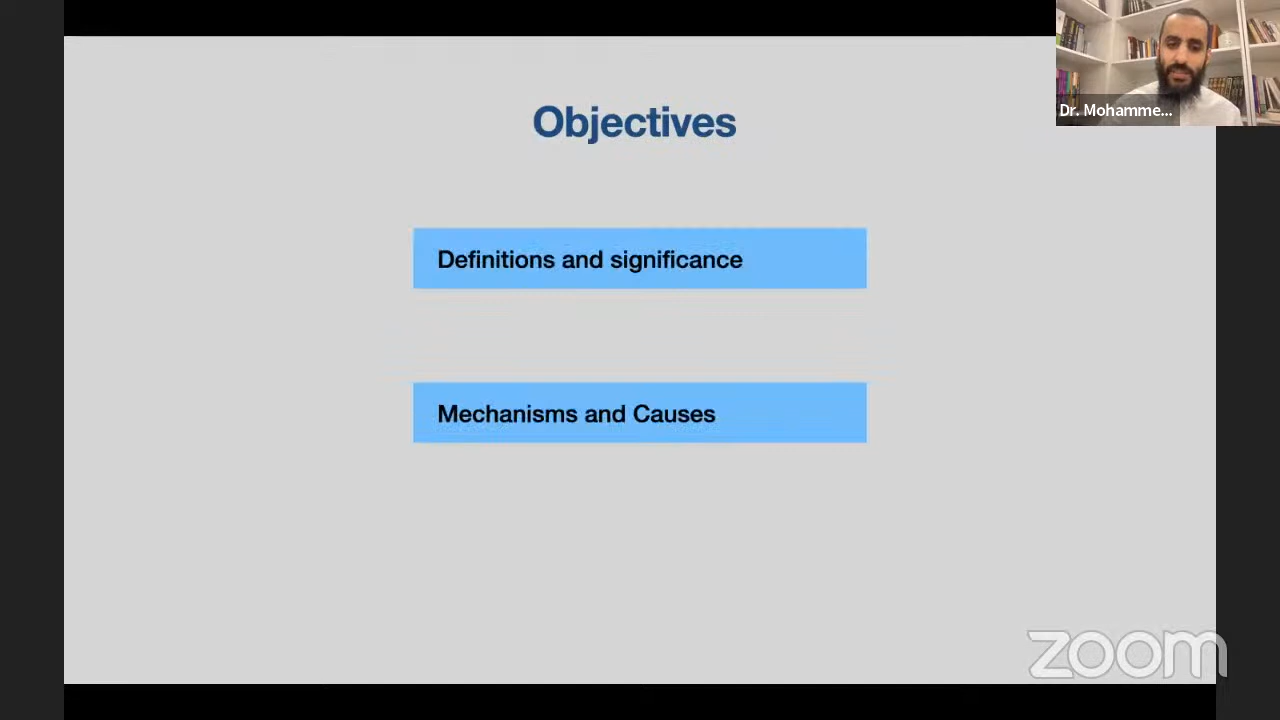 Objectives
Dr. Mohamme...
Definitions and significance
Mechanisms and Causes
zoom